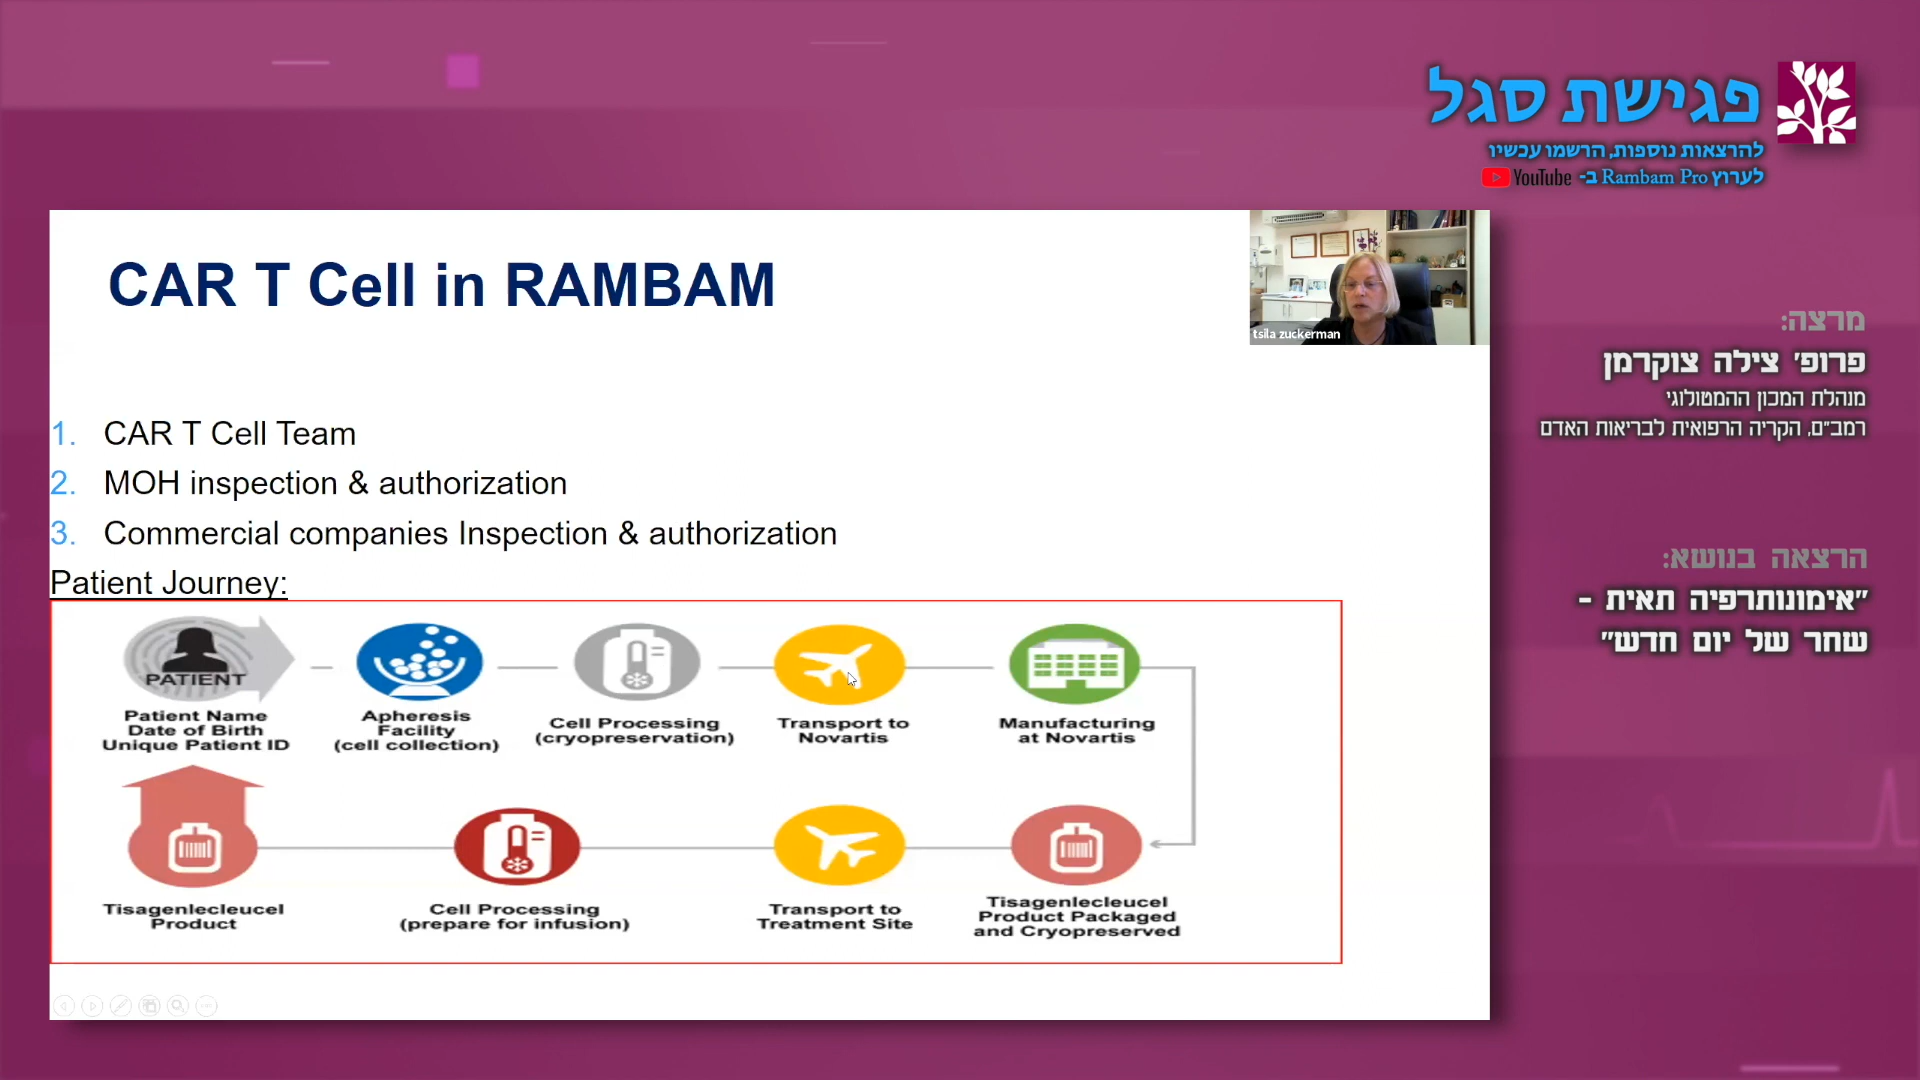 פגישת סגל
להרצאות נוספות, הרשמו עכשיו
לערוץ Rambam Pro ב- YouTube
CAR T Cell in RAMBAM
tsila zuckerman
1. CAR T Cell Team
2. MOH inspection & authorization
3. Commercial companies Inspection & authorization
Patient Journey:
PATIENT
Patient Name
Date of Birth
Unique Patient ID
Apheresis
Facility
(cell collection)
Cell Processing
(cryopreservation)
Transport to
Novartis
Manufacturing
at Novartis
Tisagenlecleucel
Product
Cell Processing
(prepare for infusion)
Transport to
Treatment Site
Tisagenlecleucel
Product Packaged
and Cryopreserved
מרצה:
פרופ' צילה צוקרמן
מנהלת המכון ההמטולוגי
רמב"ם, הקריה הרפואית לבריאות האדם
הרצאה בנושא:
"אימונותרפיה תאית -
שחר של יום חדש"